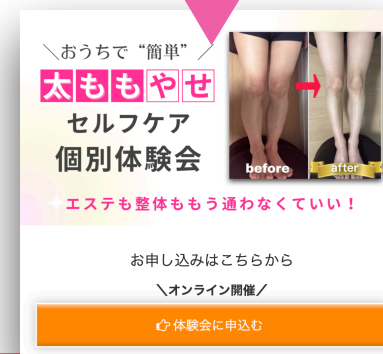 ＼おうちで“簡単”／
太ももやせ
セルフケア
個別体験会
before
after
エステも整体ももう通わなくていい！
お申し込みはこちらから
＼オンライン開催／
体験会に申込む